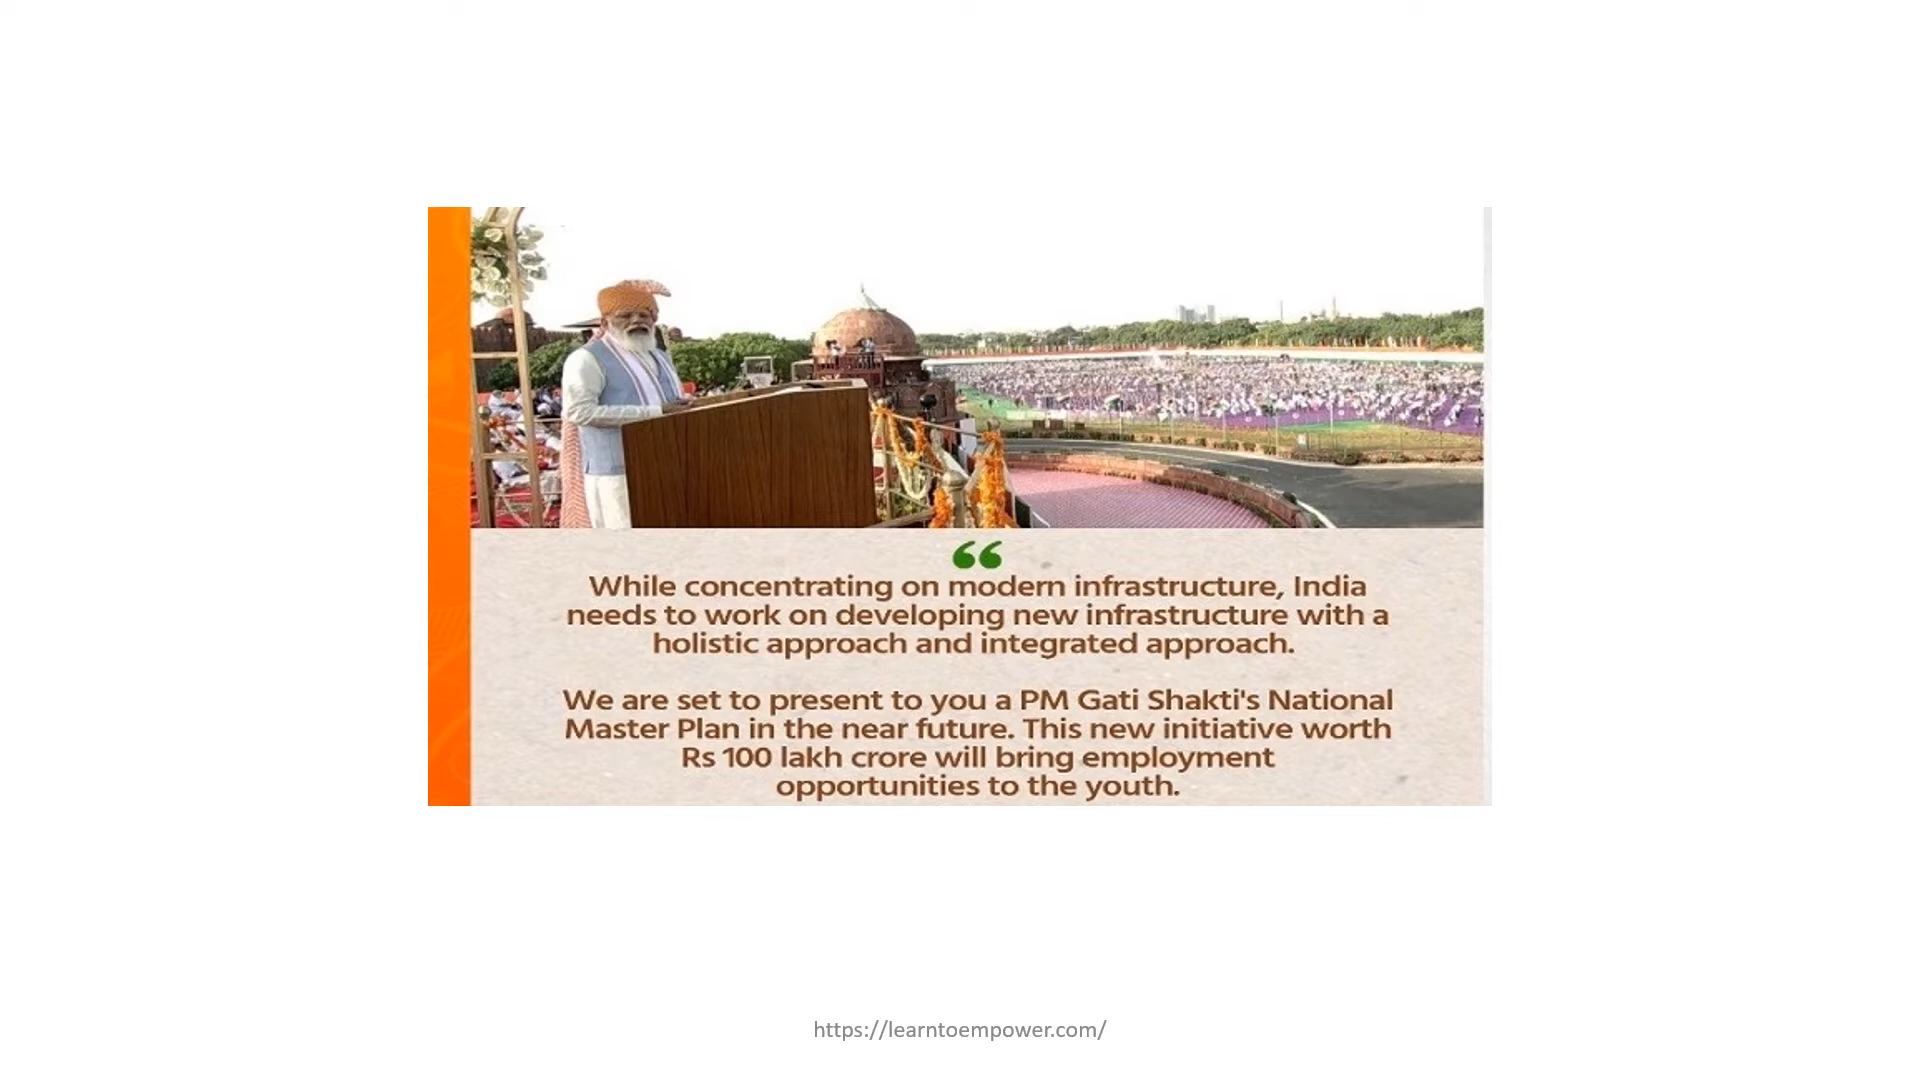 While concentrating on modern infrastructure, India
needs to work on developing new infrastructure with a
holistic approach and integrated approach.
We are set to present to you a PM Gati Shakti's National
Master Plan in the near future. This new initiative worth
Rs 100 lakh crore will bring employment
opportunities to the youth.
https://learntoempower.com/